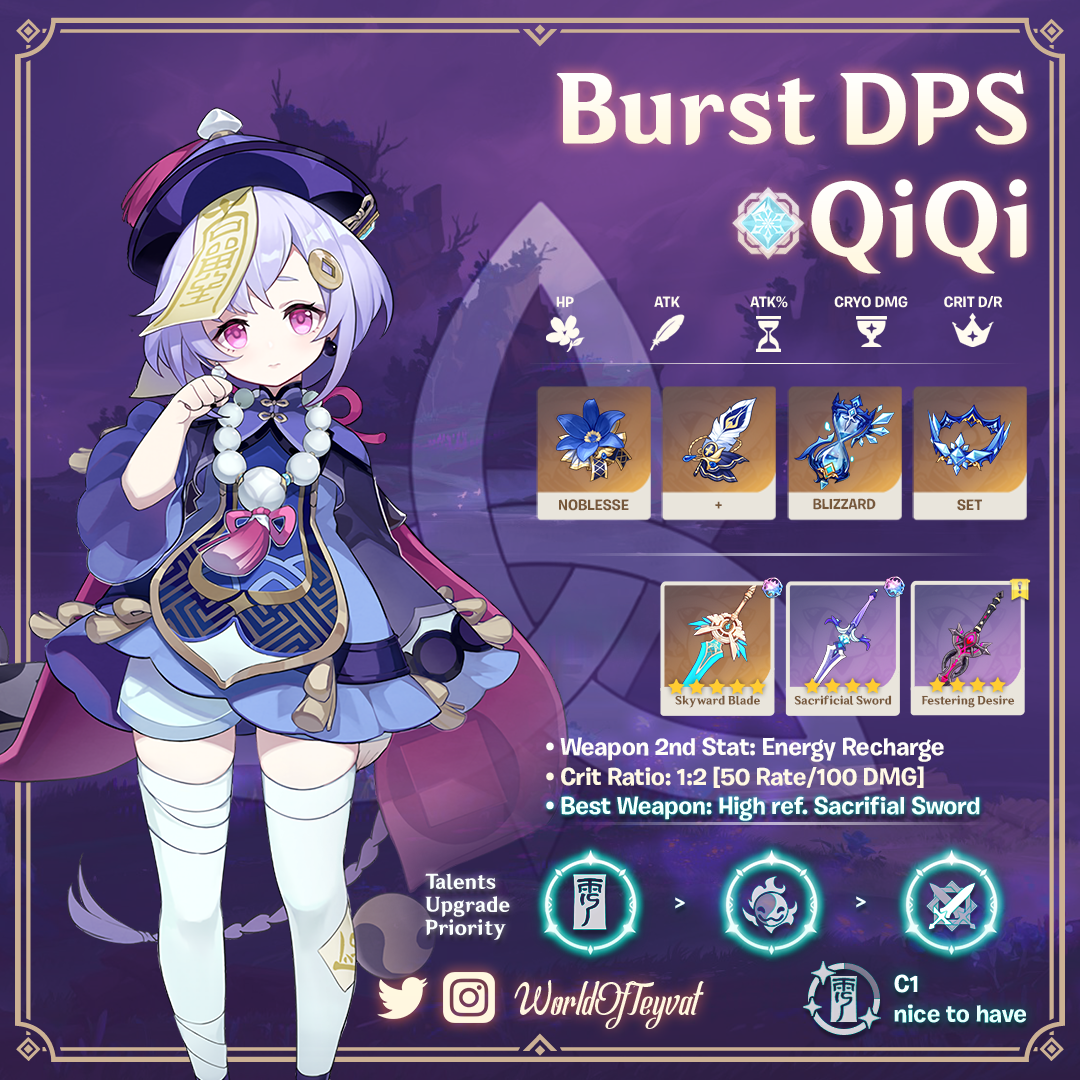 Burst DPS
QiQi
HP ATK ATK% CRYO DMG CRIT D/R
NOBLESSE + BLIZZARD SET
Skyward Blade Sacrificial Sword Festering Desire
• Weapon 2nd Stat: Energy Recharge
• Crit Ratio: 1:2 [50 Rate/100 DMG]
• Best Weapon: High ref. Sacrifial Sword
Talents
Upgrade
Priority
> >
C1
nice to have
WorldOfTeyvat